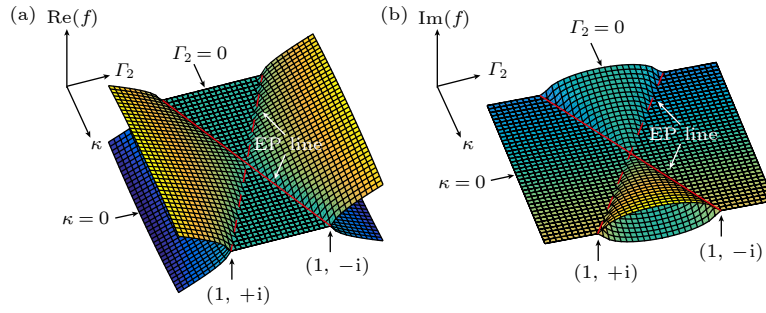 (a)
Re(f)
Γ₂ = 0
Γ₂
κ
EP line
κ = 0
(1, +i)
(1, −i)
(b)
Im(f)
Γ₂ = 0
Γ₂
κ
EP line
κ = 0
(1, +i)
(1, −i)